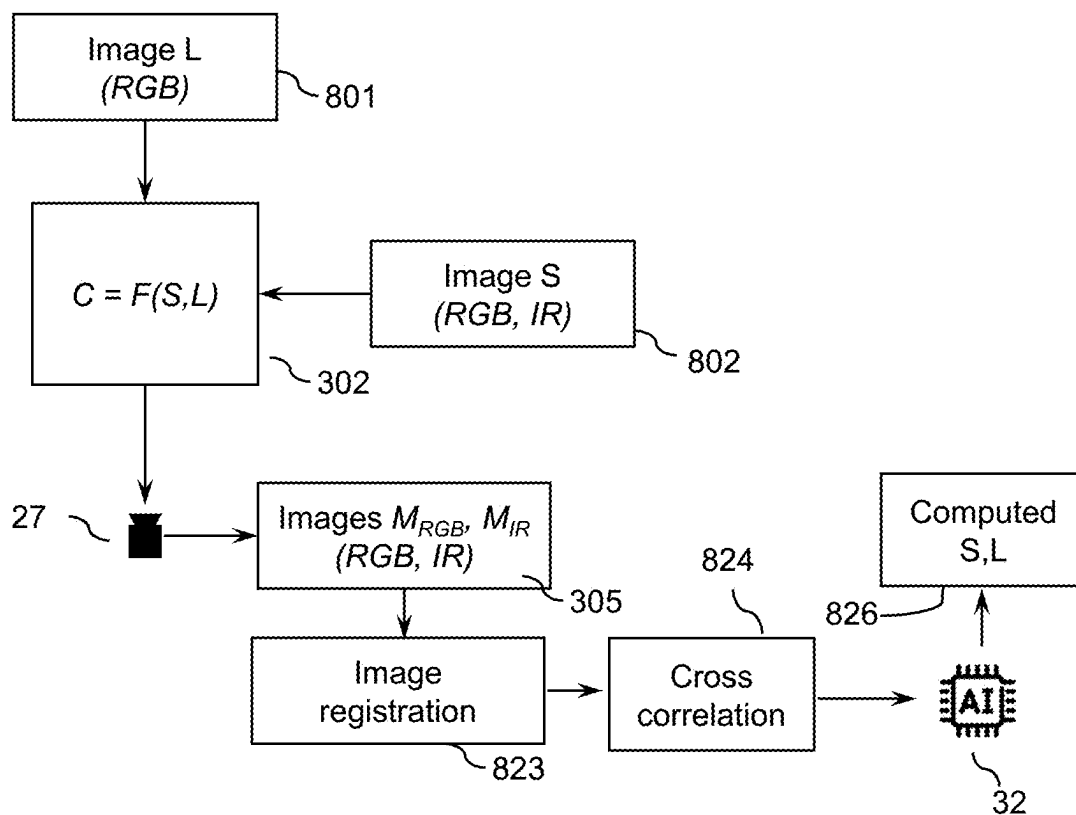 Image L
(RGB)
801
C = F(S,L)
302
Image S
(RGB, IR)
802
27
Images M_RGB, M_IR
(RGB, IR)
305
Image
registration
823
Cross
correlation
824
Computed
S,L
826
AI
32